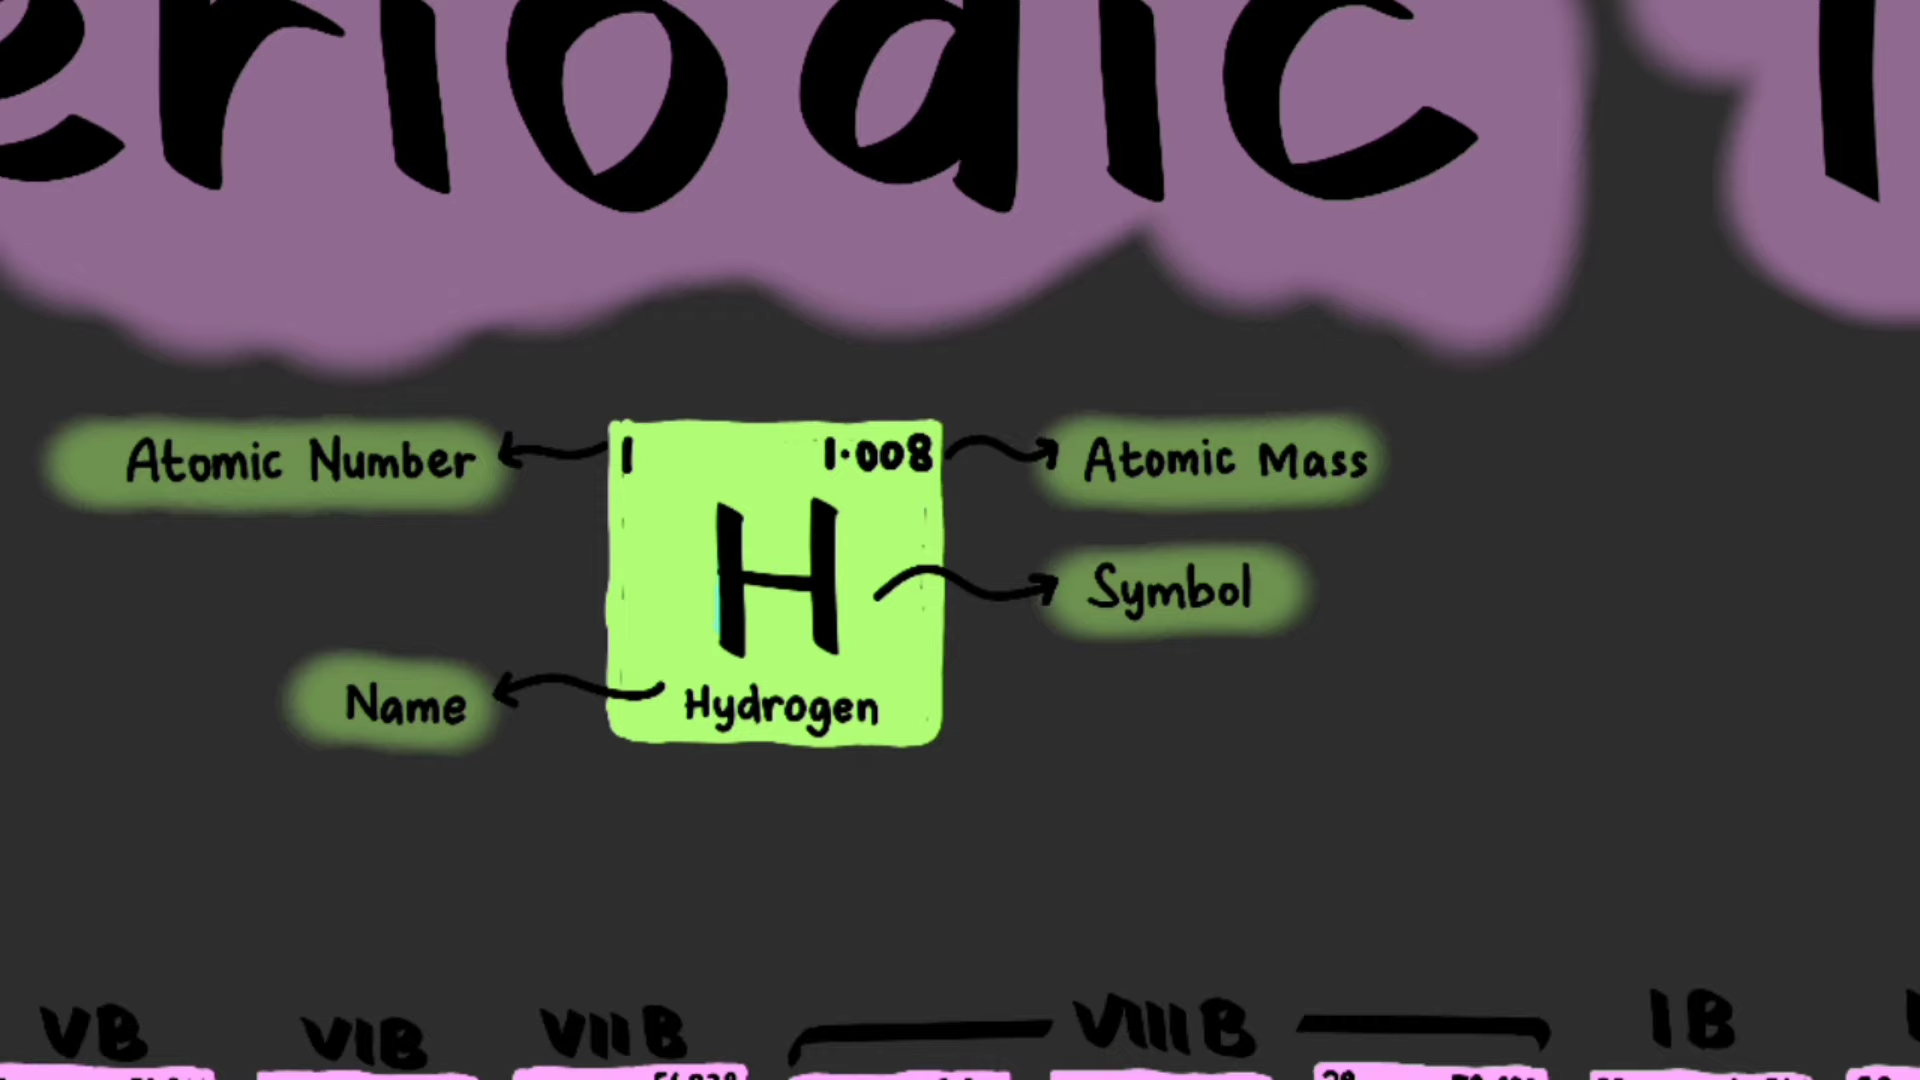 eriodic T
Atomic Number
1
1.008
Atomic Mass
H
Symbol
Name
Hydrogen
VB
VIB
VIIB
VIIIB
IB